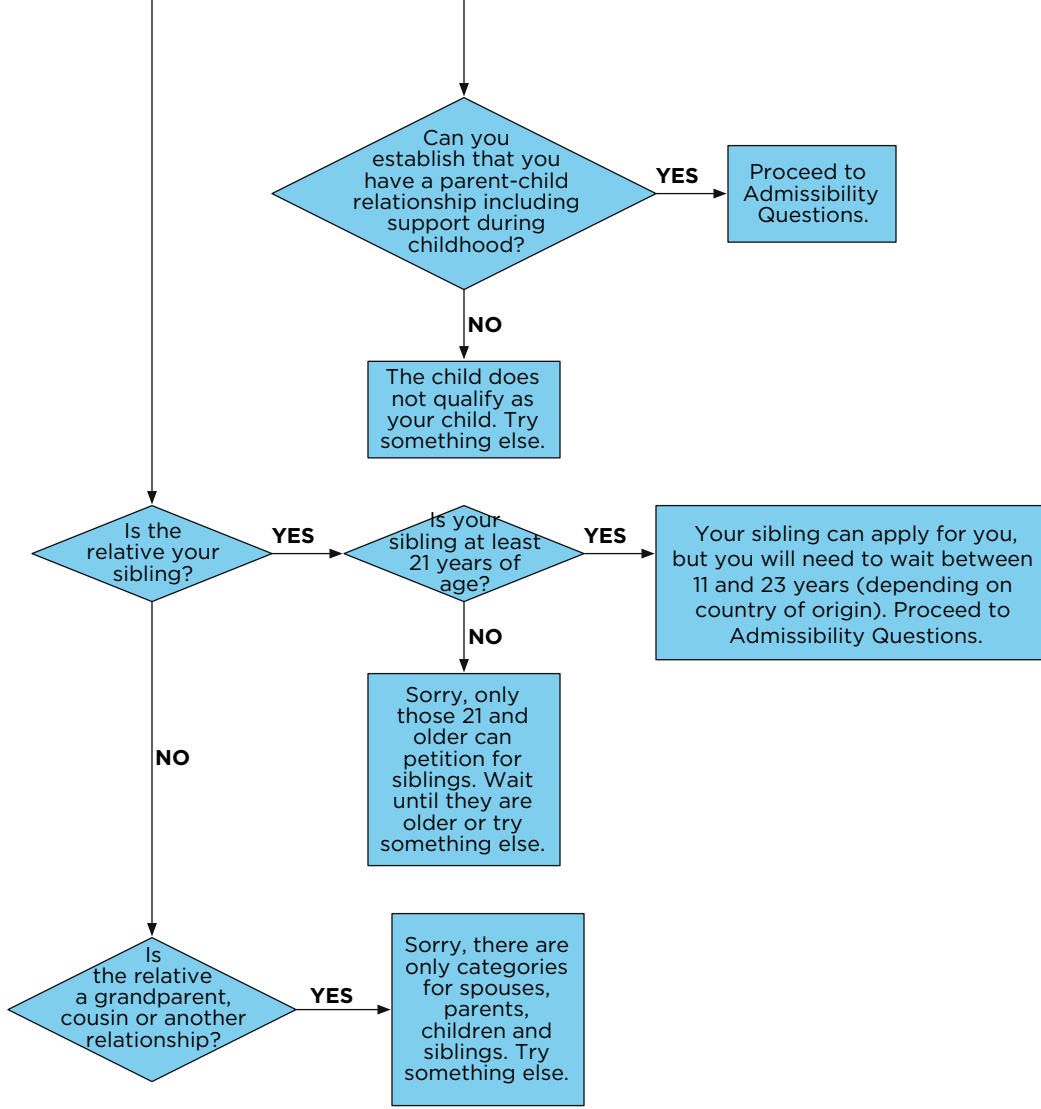 Can you
establish that you
have a parent-child
relationship including
support during
childhood?
YES
Proceed to
Admissibility
Questions.
NO
The child does
not qualify as
your child. Try
something else.
Is the
relative your
sibling?
YES
Is your
sibling at least
21 years of
age?
YES
Your sibling can apply for you,
but you will need to wait between
11 and 23 years (depending on
country of origin). Proceed to
Admissibility Questions.
NO
Sorry, only
those 21 and
older can
petition for
siblings. Wait
until they are
older or try
something else.
NO
Is
the relative
a grandparent,
cousin or another
relationship?
YES
Sorry, there are
only categories
for spouses,
parents,
children and
siblings. Try
something else.